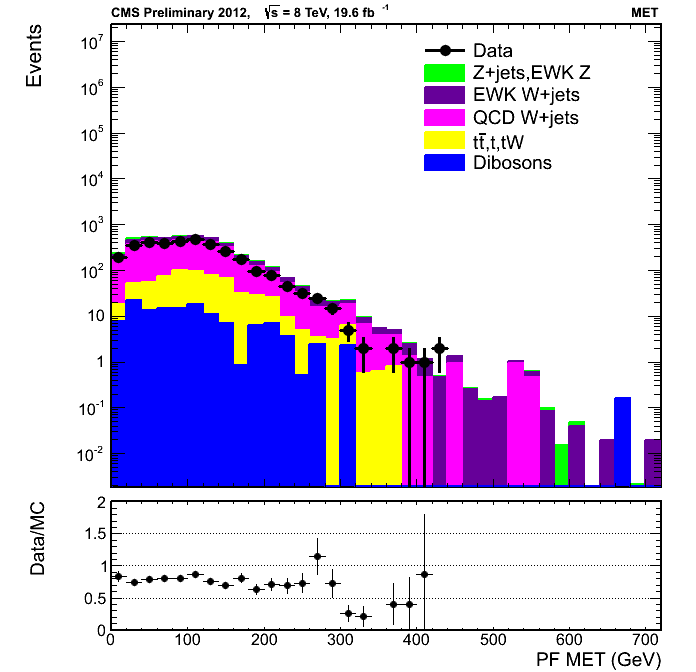 CMS Preliminary 2012, √s = 8 TeV, 19.6 fb⁻¹ MET
Events
10⁷
10⁶
10⁵
10⁴
10³
10²
10
1
10⁻¹
10⁻²
Data
Z+jets,EWK Z
EWK W+jets
QCD W+jets
tt̄,t,tW
Dibosons
Data/MC
2
1.5
1
0.5
0
0 100 200 300 400 500 600 700
PF MET (GeV)